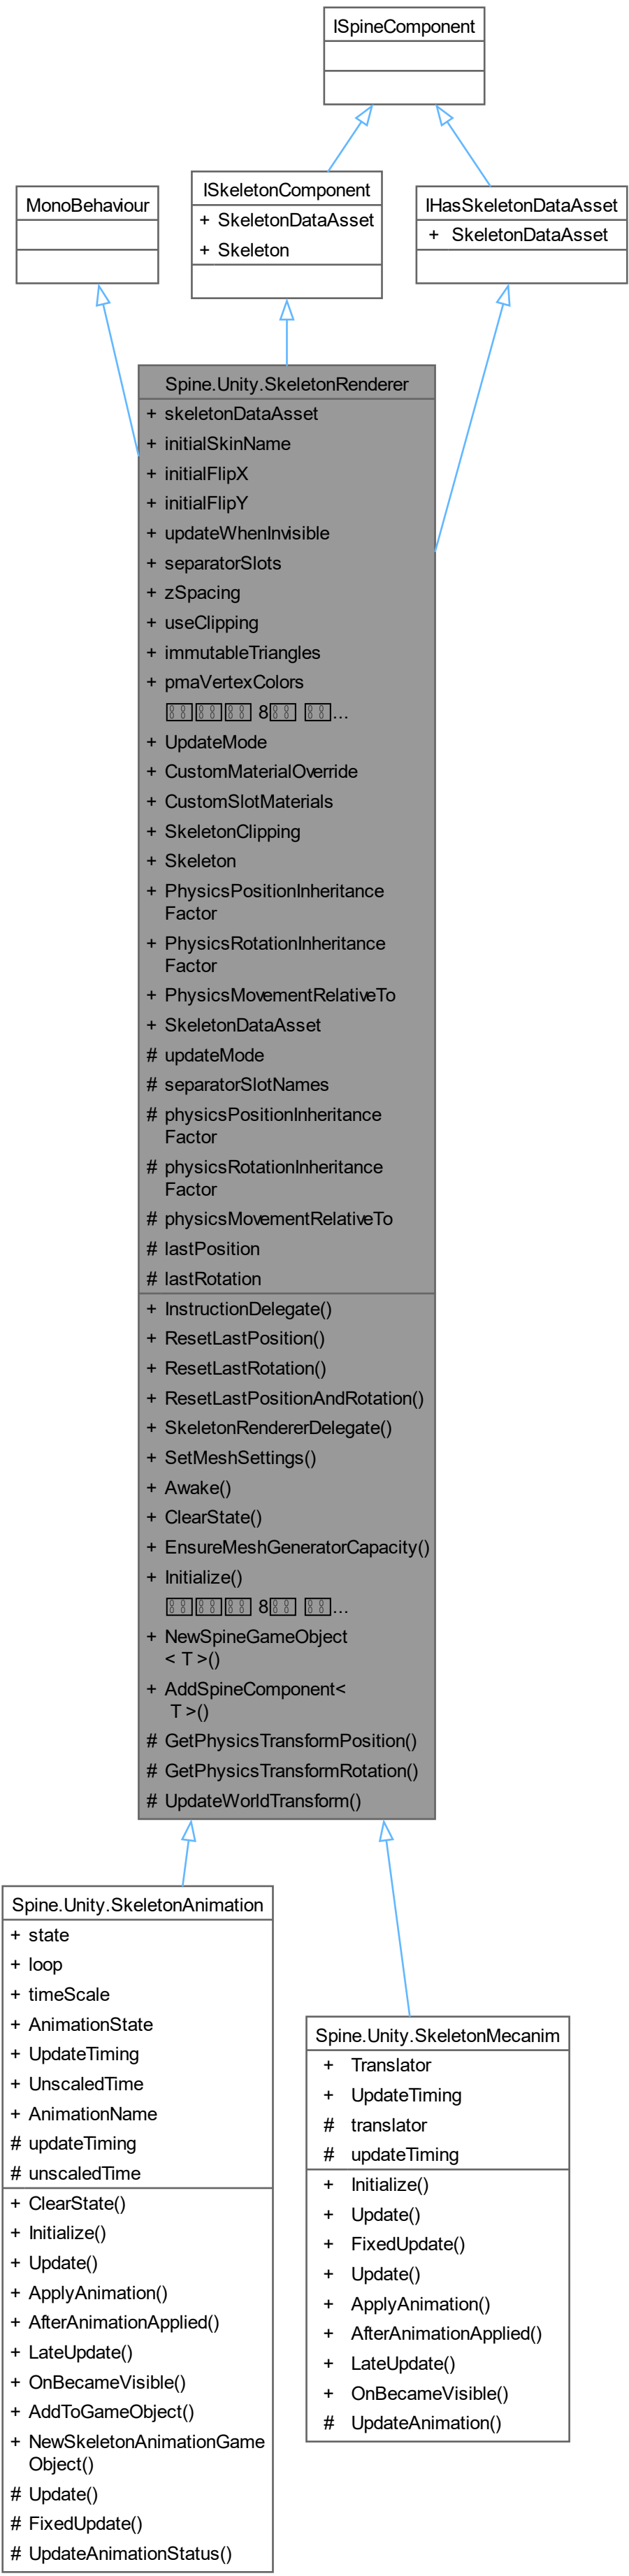 ISpineComponent
MonoBehaviour
ISkeletonComponent
+ SkeletonDataAsset
+ Skeleton
IHasSkeletonDataAsset
+ SkeletonDataAsset
Spine.Unity.SkeletonRenderer
+ skeletonDataAsset
+ initialSkinName
+ initialFlipX
+ initialFlipY
+ updateWhenInvisible
+ separatorSlots
+ zSpacing
+ useClipping
+ immutableTriangles
+ pmaVertexColors
8 ...
+ UpdateMode
+ CustomMaterialOverride
+ CustomSlotMaterials
+ SkeletonClipping
+ Skeleton
+ PhysicsPositionInheritance
Factor
+ PhysicsRotationInheritance
Factor
+ PhysicsMovementRelativeTo
+ SkeletonDataAsset
# updateMode
# separatorSlotNames
# physicsPositionInheritance
Factor
# physicsRotationInheritance
Factor
# physicsMovementRelativeTo
# lastPosition
# lastRotation
+ InstructionDelegate()
+ ResetLastPosition()
+ ResetLastRotation()
+ ResetLastPositionAndRotation()
+ SkeletonRendererDelegate()
+ SetMeshSettings()
+ Awake()
+ ClearState()
+ EnsureMeshGeneratorCapacity()
+ Initialize()
8 ...
+ NewSpineGameObject
< T >()
+ AddSpineComponent<
T >()
# GetPhysicsTransformPosition()
# GetPhysicsTransformRotation()
# UpdateWorldTransform()
Spine.Unity.SkeletonAnimation
+ state
+ loop
+ timeScale
+ AnimationState
+ UpdateTiming
+ UnscaledTime
+ AnimationName
# updateTiming
# unscaledTime
+ ClearState()
+ Initialize()
+ Update()
+ ApplyAnimation()
+ AfterAnimationApplied()
+ LateUpdate()
+ OnBecameVisible()
+ AddToGameObject()
+ NewSkeletonAnimationGame
Object()
# Update()
# FixedUpdate()
# UpdateAnimationStatus()
Spine.Unity.SkeletonMecanim
+ Translator
+ UpdateTiming
# translator
# updateTiming
+ Initialize()
+ Update()
+ FixedUpdate()
+ Update()
+ ApplyAnimation()
+ AfterAnimationApplied()
+ LateUpdate()
+ OnBecameVisible()
# UpdateAnimation()